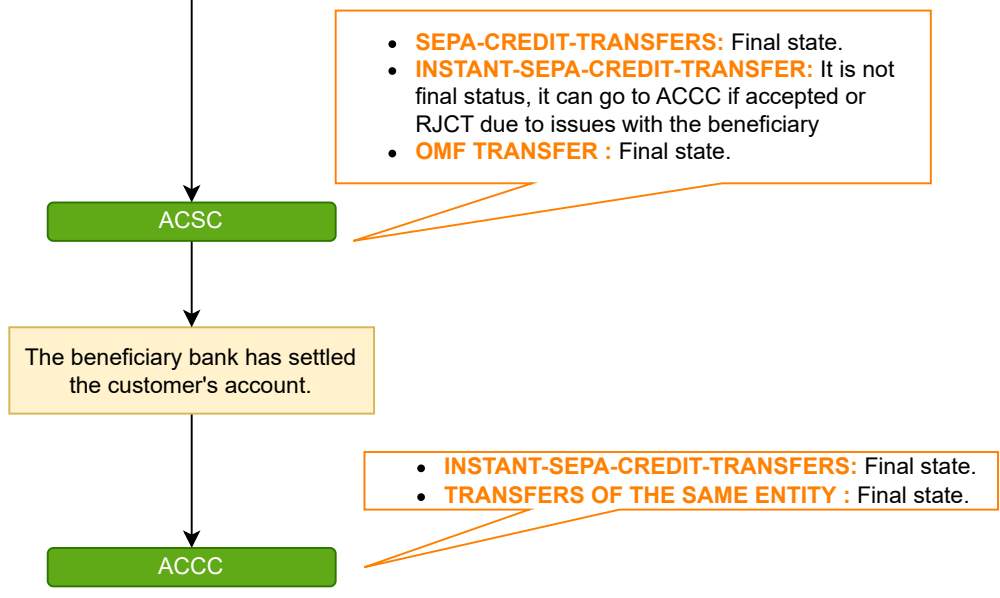 • SEPA-CREDIT-TRANSFERS: Final state.
• INSTANT-SEPA-CREDIT-TRANSFER: It is not
final status, it can go to ACCC if accepted or
RJCT due to issues with the beneficiary
• OMF TRANSFER : Final state.
ACSC
The beneficiary bank has settled
the customer's account.
• INSTANT-SEPA-CREDIT-TRANSFERS: Final state.
• TRANSFERS OF THE SAME ENTITY : Final state.
ACCC